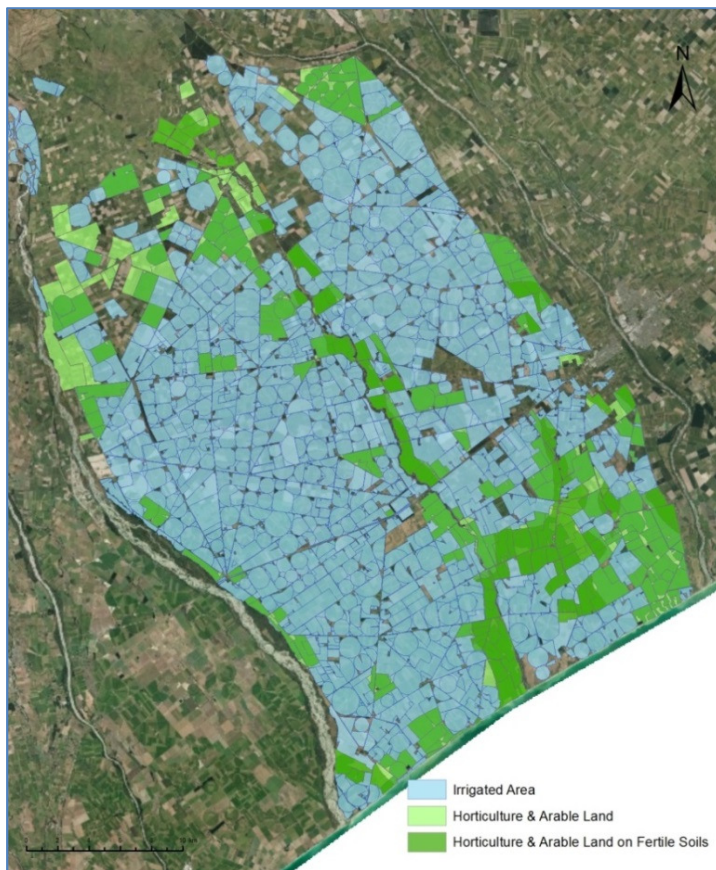 N
Irrigated Area
Horticulture & Arable Land
Horticulture & Arable Land on Fertile Soils